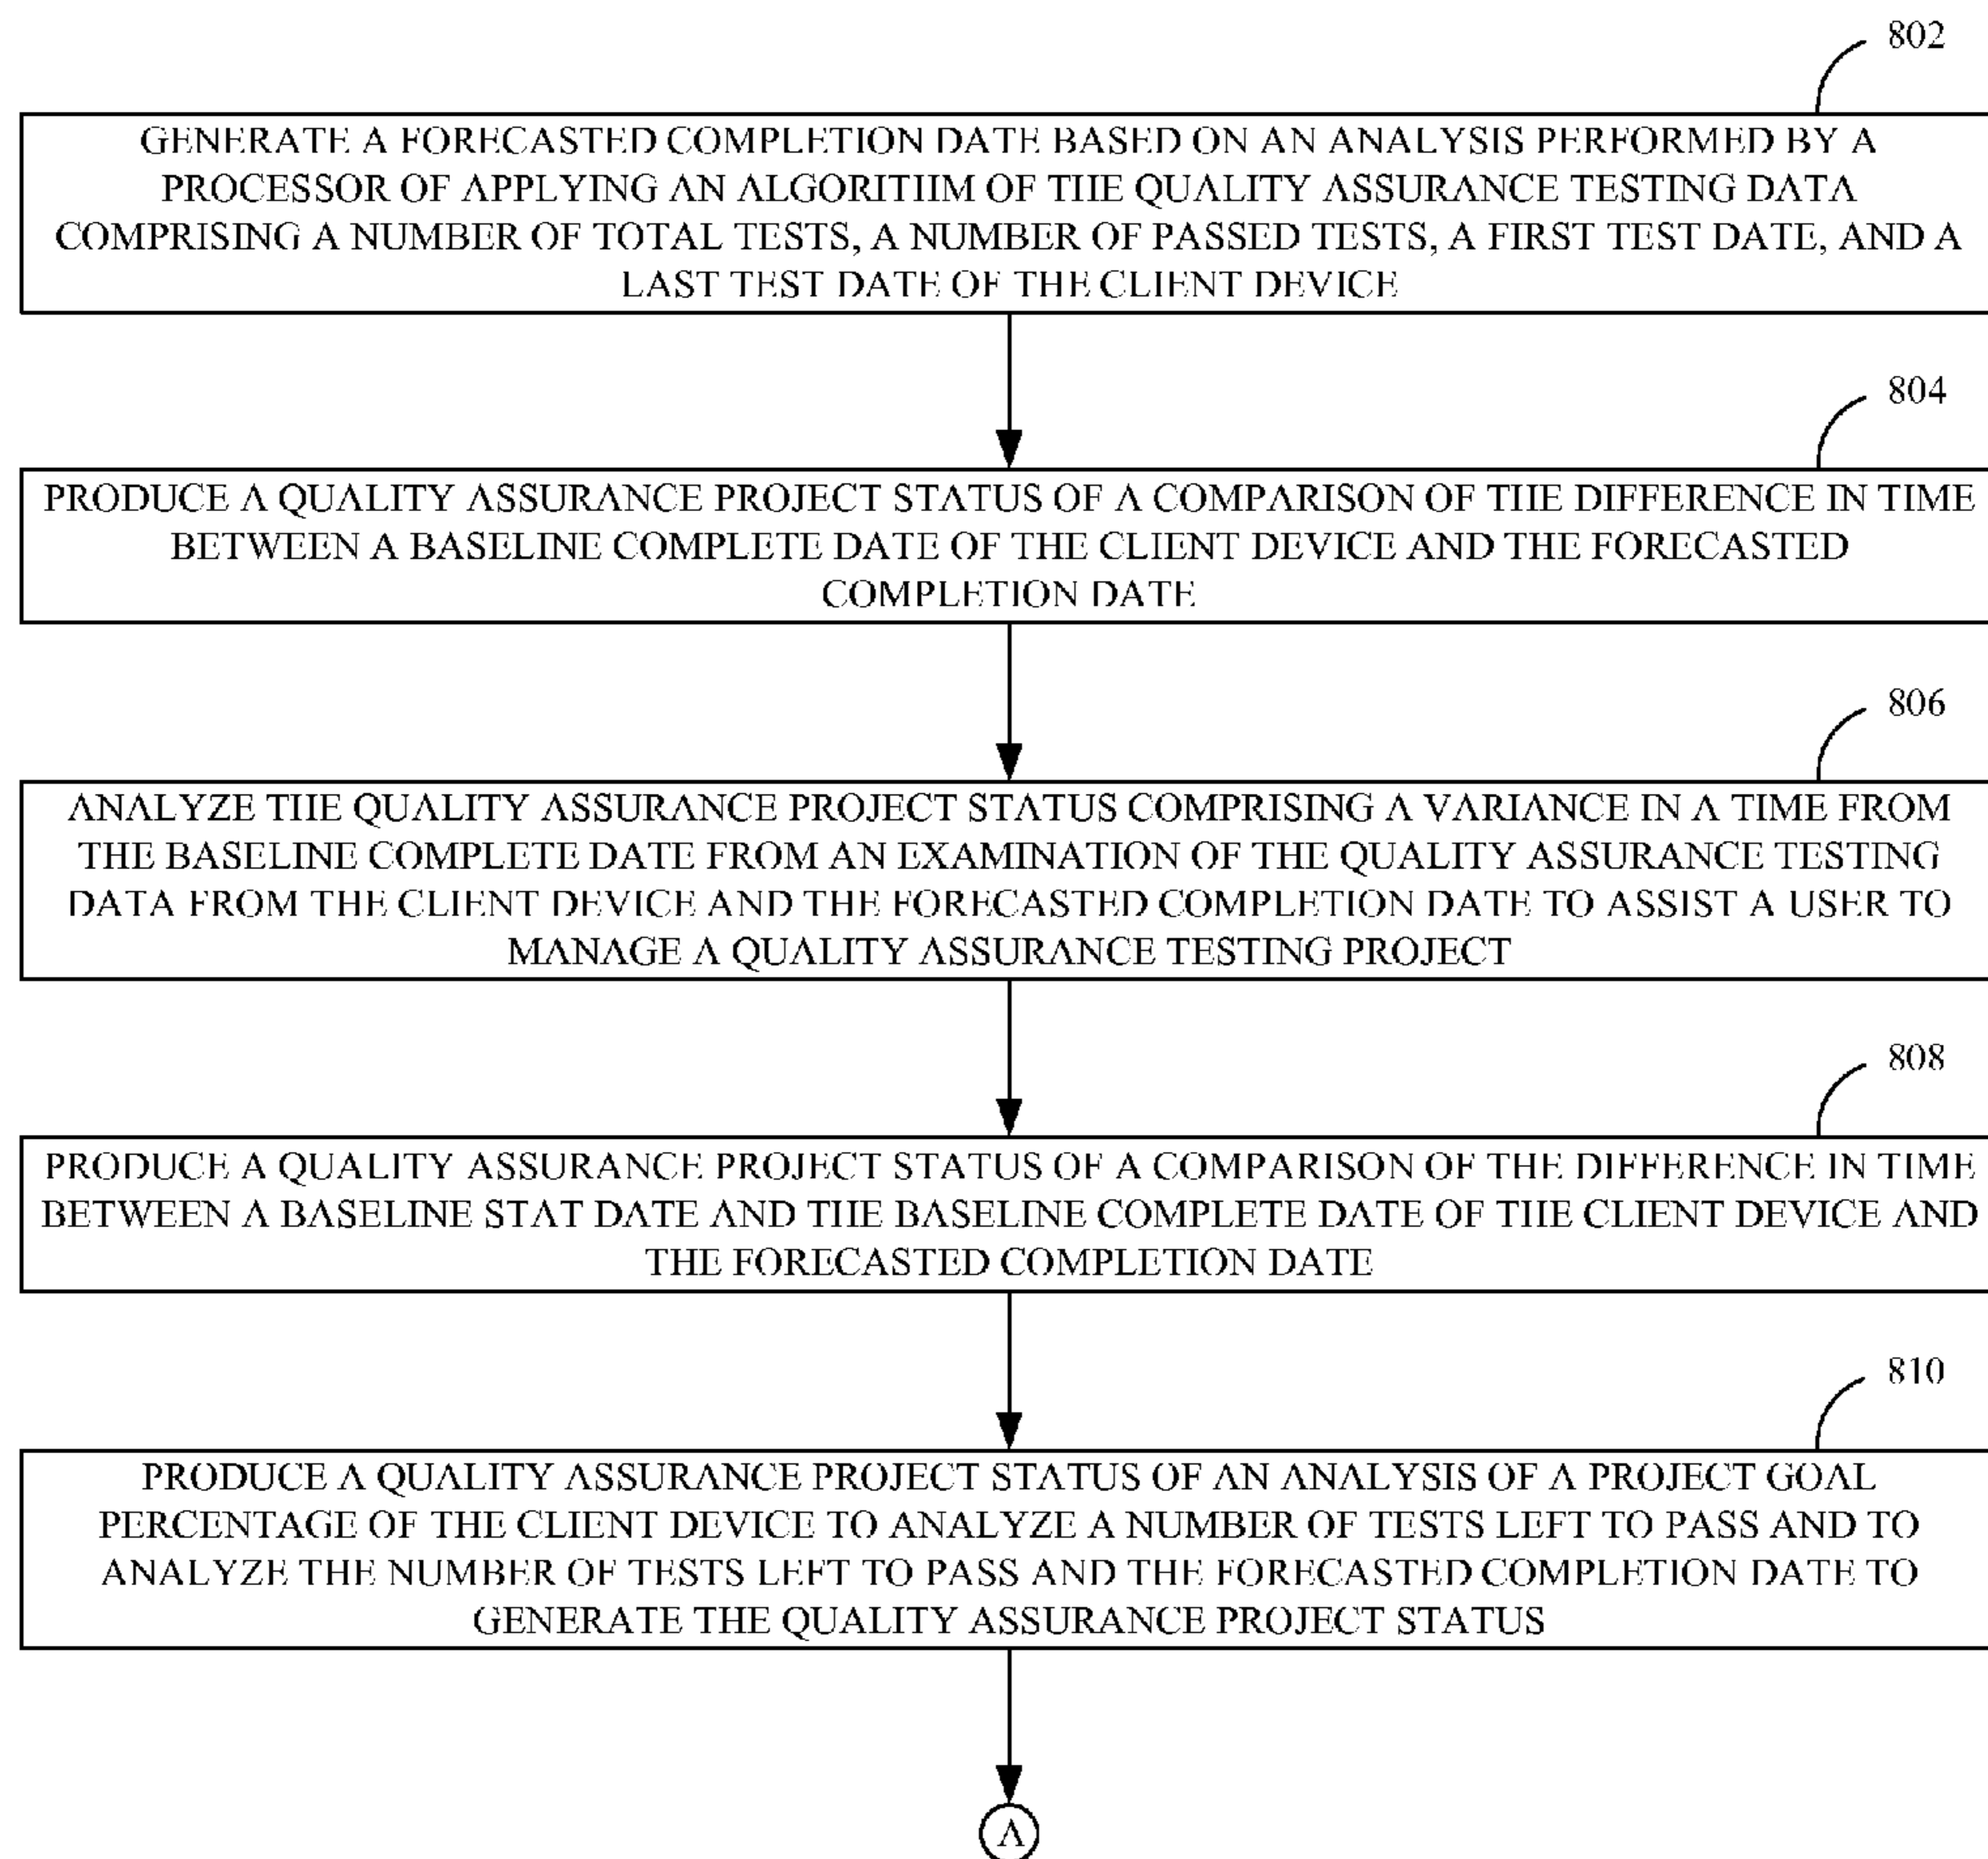 802
GENERATE A FORECASTED COMPLETION DATE BASED ON AN ANALYSIS PERFORMED BY A
PROCESSOR OF APPLYING AN ALGORITHM OF THE QUALITY ASSURANCE TESTING DATA
COMPRISING A NUMBER OF TOTAL TESTS, A NUMBER OF PASSED TESTS, A FIRST TEST DATE, AND A
LAST TEST DATE OF THE CLIENT DEVICE
804
PRODUCE A QUALITY ASSURANCE PROJECT STATUS OF A COMPARISON OF THE DIFFERENCE IN TIME
BETWEEN A BASELINE COMPLETE DATE OF THE CLIENT DEVICE AND THE FORECASTED
COMPLETION DATE
806
ANALYZE THE QUALITY ASSURANCE PROJECT STATUS COMPRISING A VARIANCE IN A TIME FROM
THE BASELINE COMPLETE DATE FROM AN EXAMINATION OF THE QUALITY ASSURANCE TESTING
DATA FROM THE CLIENT DEVICE AND THE FORECASTED COMPLETION DATE TO ASSIST A USER TO
MANAGE A QUALITY ASSURANCE TESTING PROJECT
808
PRODUCE A QUALITY ASSURANCE PROJECT STATUS OF A COMPARISON OF THE DIFFERENCE IN TIME
BETWEEN A BASELINE STAT DATE AND THE BASELINE COMPLETE DATE OF THE CLIENT DEVICE AND
THE FORECASTED COMPLETION DATE
810
PRODUCE A QUALITY ASSURANCE PROJECT STATUS OF AN ANALYSIS OF A PROJECT GOAL
PERCENTAGE OF THE CLIENT DEVICE TO ANALYZE A NUMBER OF TESTS LEFT TO PASS AND TO
ANALYZE THE NUMBER OF TESTS LEFT TO PASS AND THE FORECASTED COMPLETION DATE TO
GENERATE THE QUALITY ASSURANCE PROJECT STATUS
A